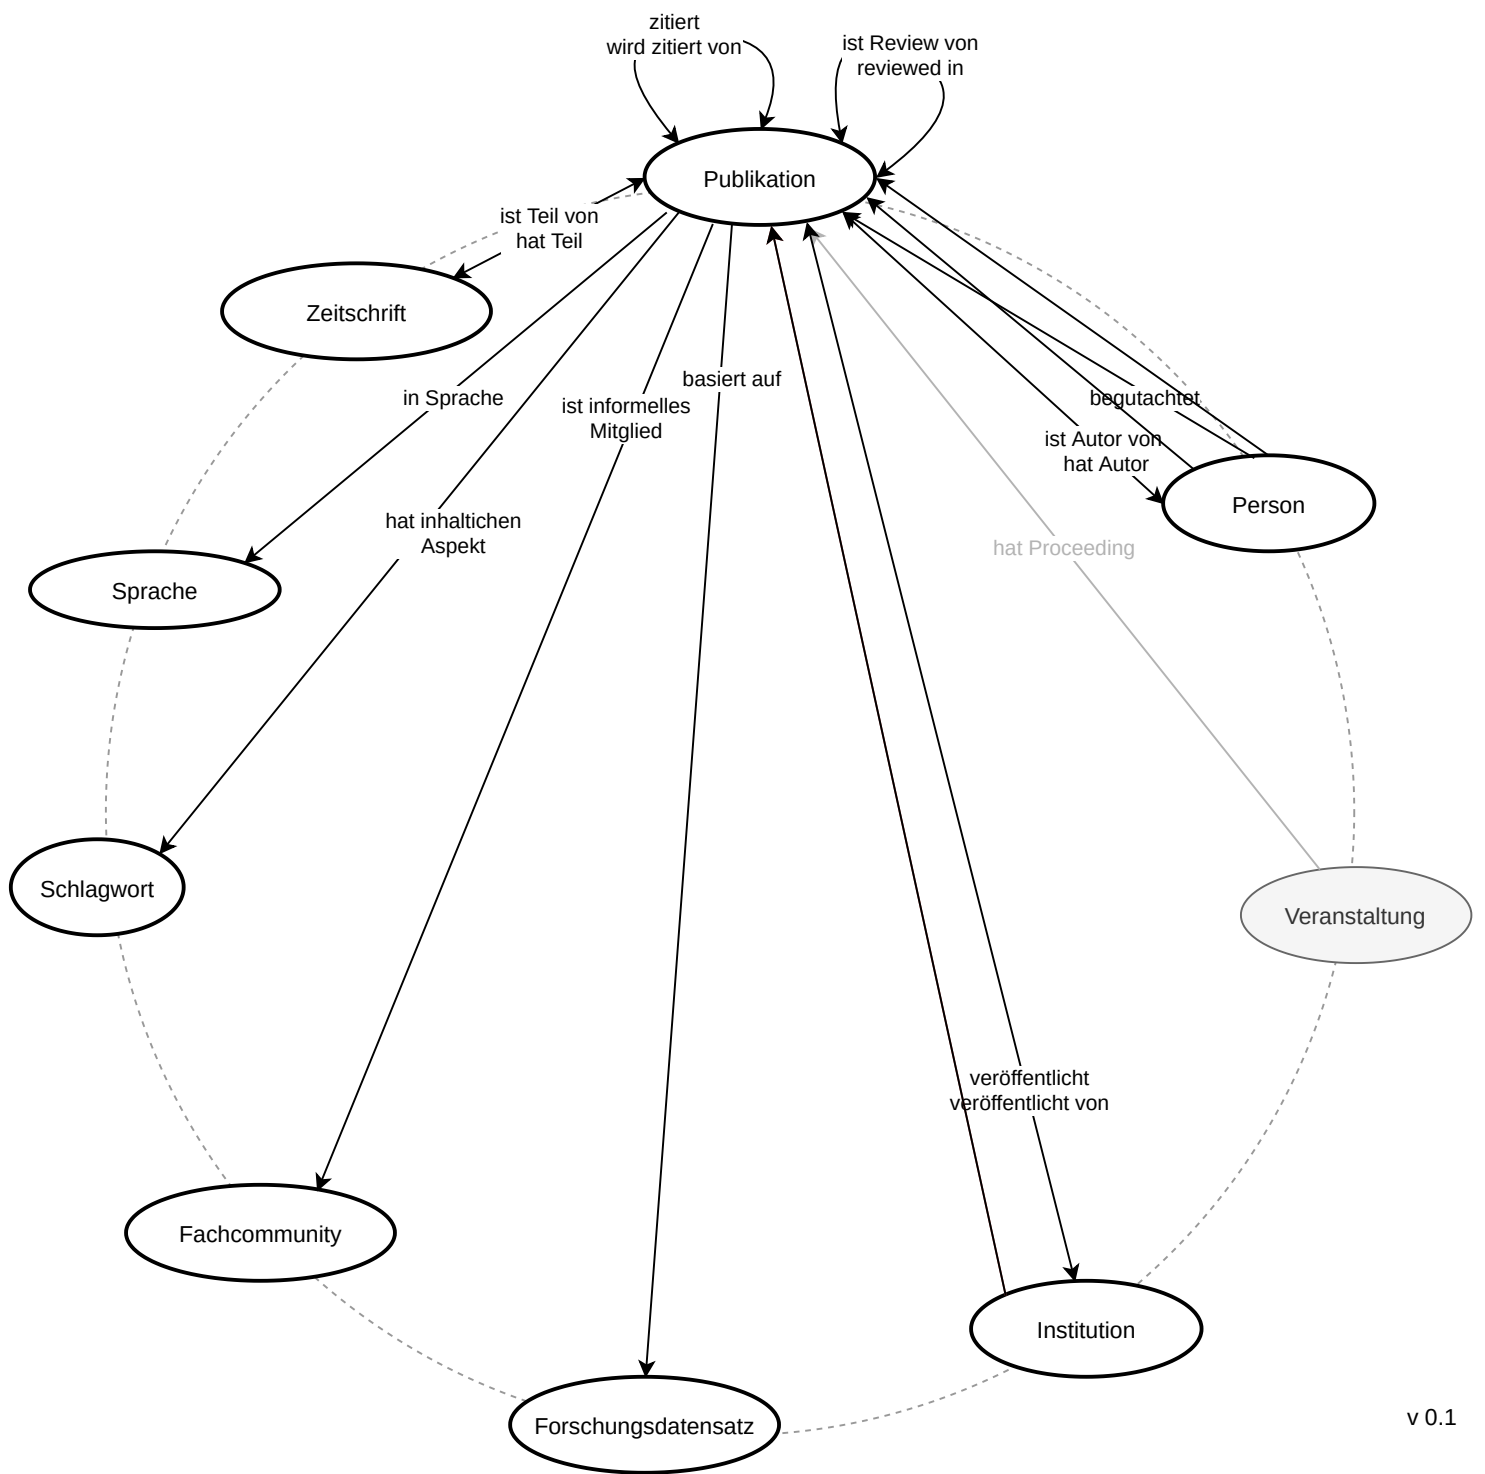 zitiert
wird zitiert von
ist Review von
reviewed in
Publikation
ist Teil von
hat Teil
Zeitschrift
basiert auf
in Sprache
ist informelles
Mitglied
begutachtet
ist Autor von
hat Autor
Person
hat inhaltichen
Aspekt
hat Proceeding
Sprache
Schlagwort
Veranstaltung
veröffentlicht
veröffentlicht von
Fachcommunity
Institution
Forschungsdatensatz
v 0.1